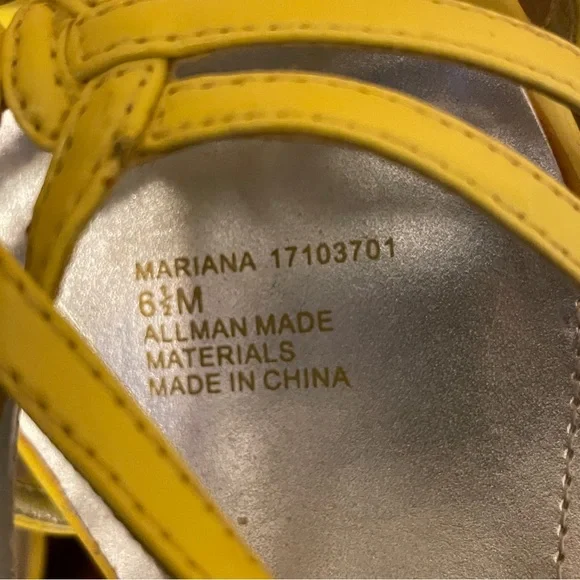 MARIANA 17103701
6½M
ALLMAN MADE
MATERIALS
MADE IN CHINA